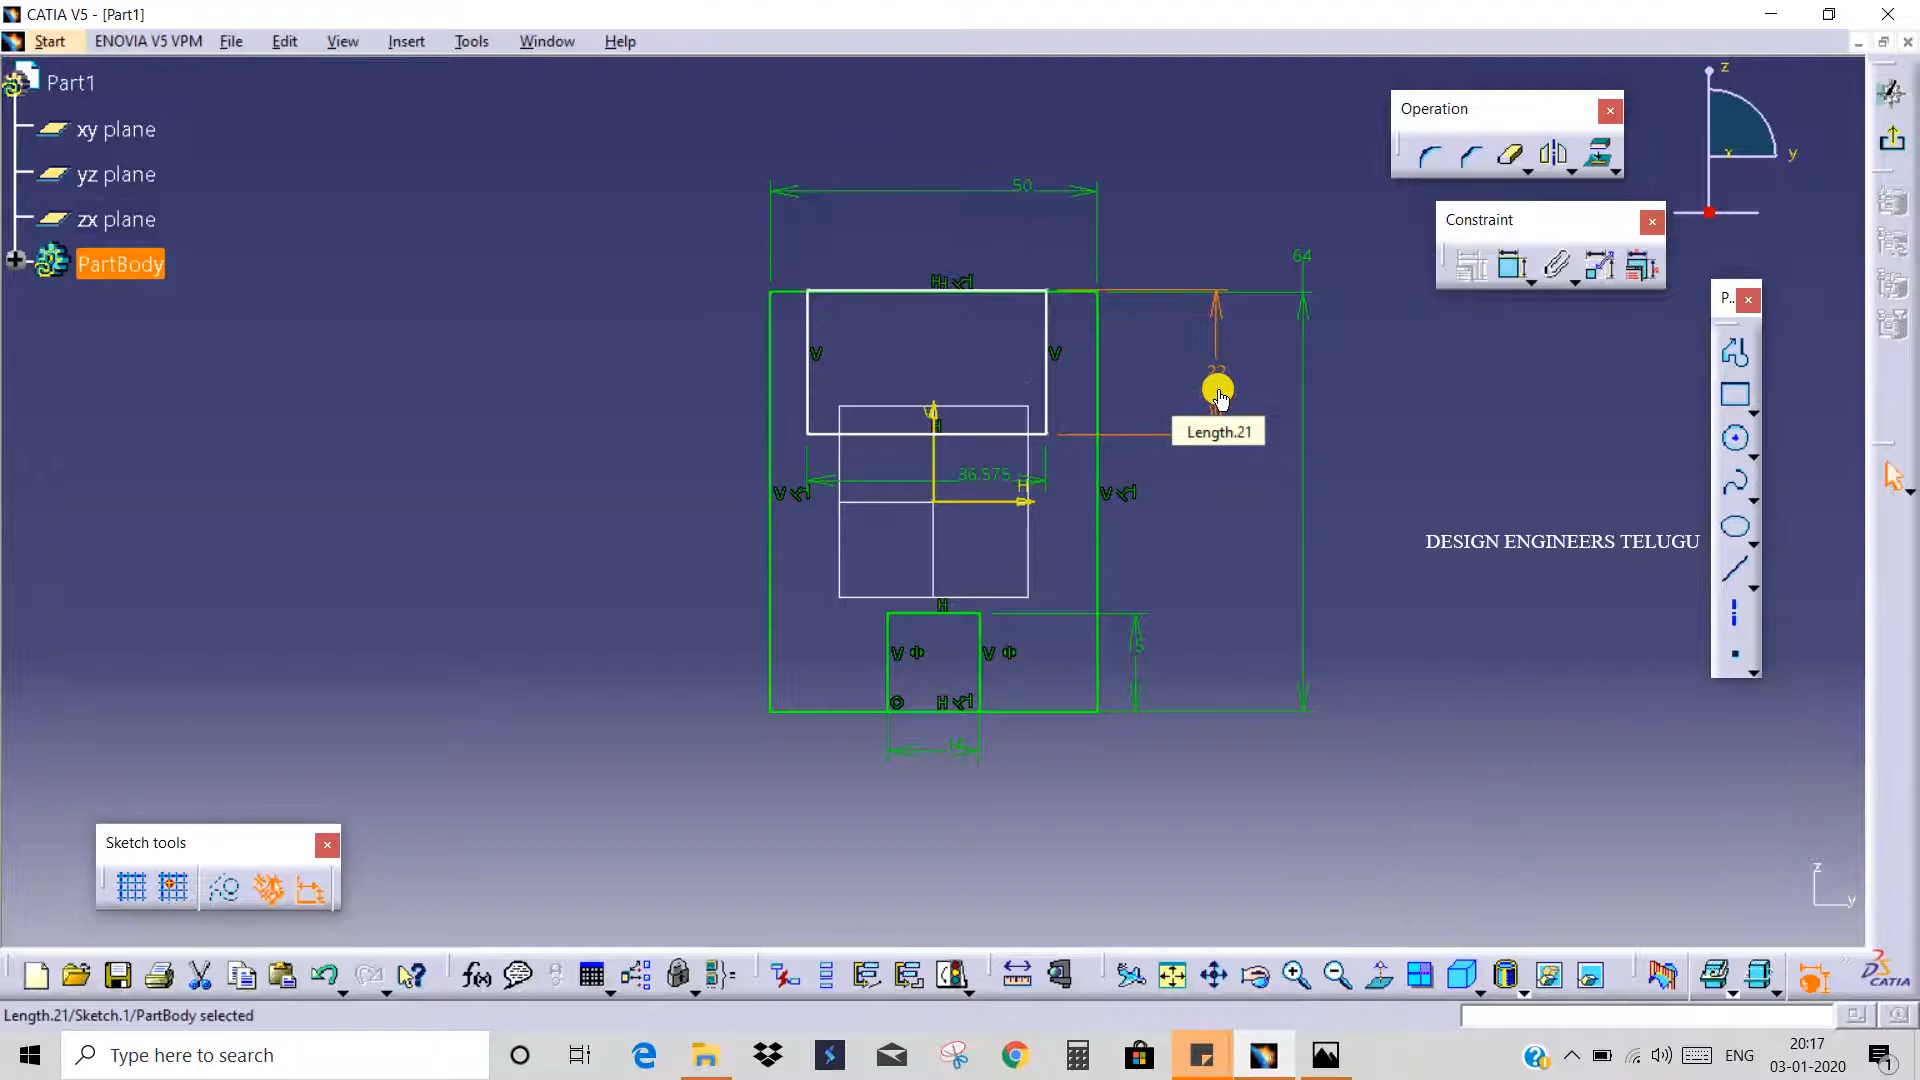 CATIA V5 - [Part1]
Start ENOVIA V5 VPM File Edit View Insert Tools Window Help
Part1
xy plane
yz plane
zx plane
PartBody
Operation
Constraint
P..
z
y
x
50
64
H H
V V
36.575
H
V V
H
V V
H
15
Length.21
DESIGN ENGINEERS TELUGU
Sketch tools
z
y
f(x)
CATIA
Length.21/Sketch.1/PartBody selected
Type here to search
ENG
20:17
03-01-2020
1